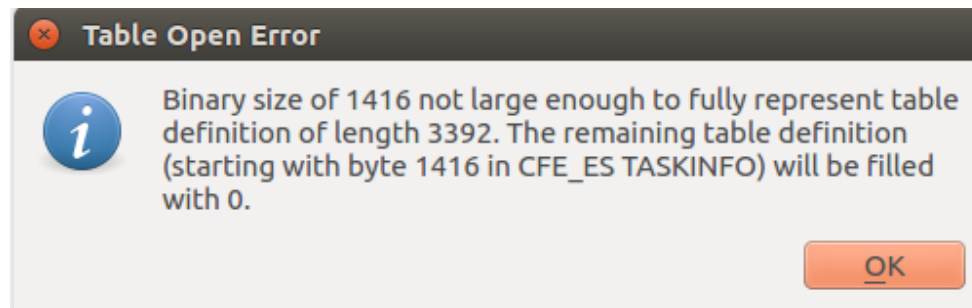 Table Open Error
Binary size of 1416 not large enough to fully represent table
definition of length 3392. The remaining table definition
(starting with byte 1416 in CFE_ES TASKINFO) will be filled
with 0.
OK